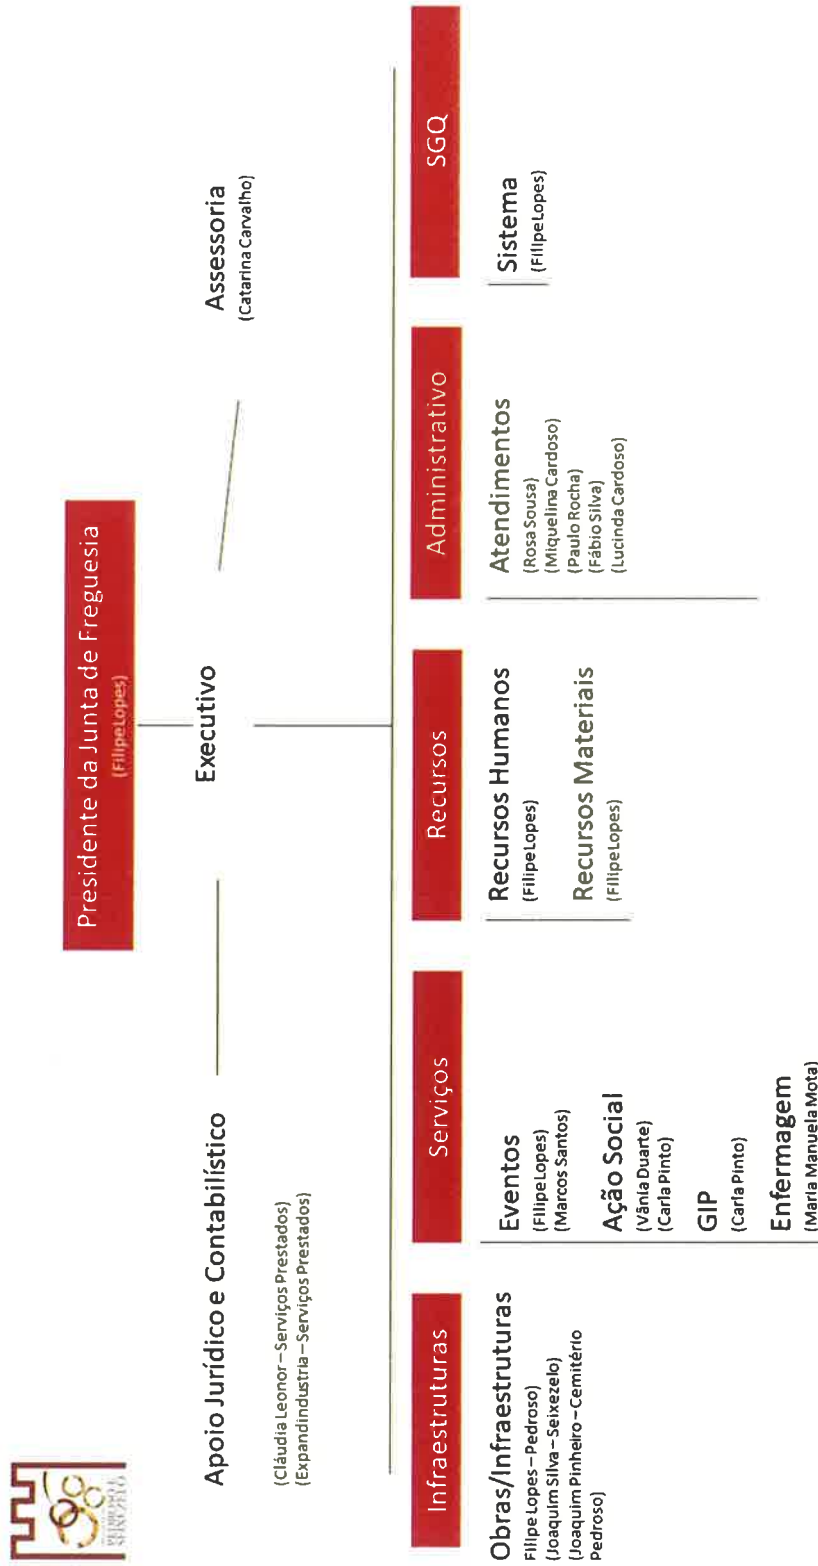 PEDROSO E
SEIXEZELO
Presidente da Junta de Freguesia
(Filipe Lopes)
Executivo
Apoio Jurídico e Contabilístico
(Cláudia Leonor – Serviços Prestados)
(Expandindustria – Serviços Prestados)
Assessoria
(Catarina Carvalho)
Infraestruturas
Obras/Infraestruturas
Filipe Lopes – Pedroso)
(Joaquim Silva – Seixezelo)
(Joaquim Pinheiro – Cemitério
Pedroso)
Serviços
Eventos
(Filipe Lopes)
(Marcos Santos)
Ação Social
(Vânia Duarte)
(Carla Pinto)
GIP
(Carla Pinto)
Enfermagem
(Maria Manuela Mota)
Recursos
Recursos Humanos
(Filipe Lopes)
Recursos Materiais
(Filipe Lopes)
Administrativo
Atendimentos
(Rosa Sousa)
(Miquelina Cardoso)
(Paulo Rocha)
(Fábio Silva)
(Lucinda Cardoso)
SGQ
Sistema
(Filipe Lopes)